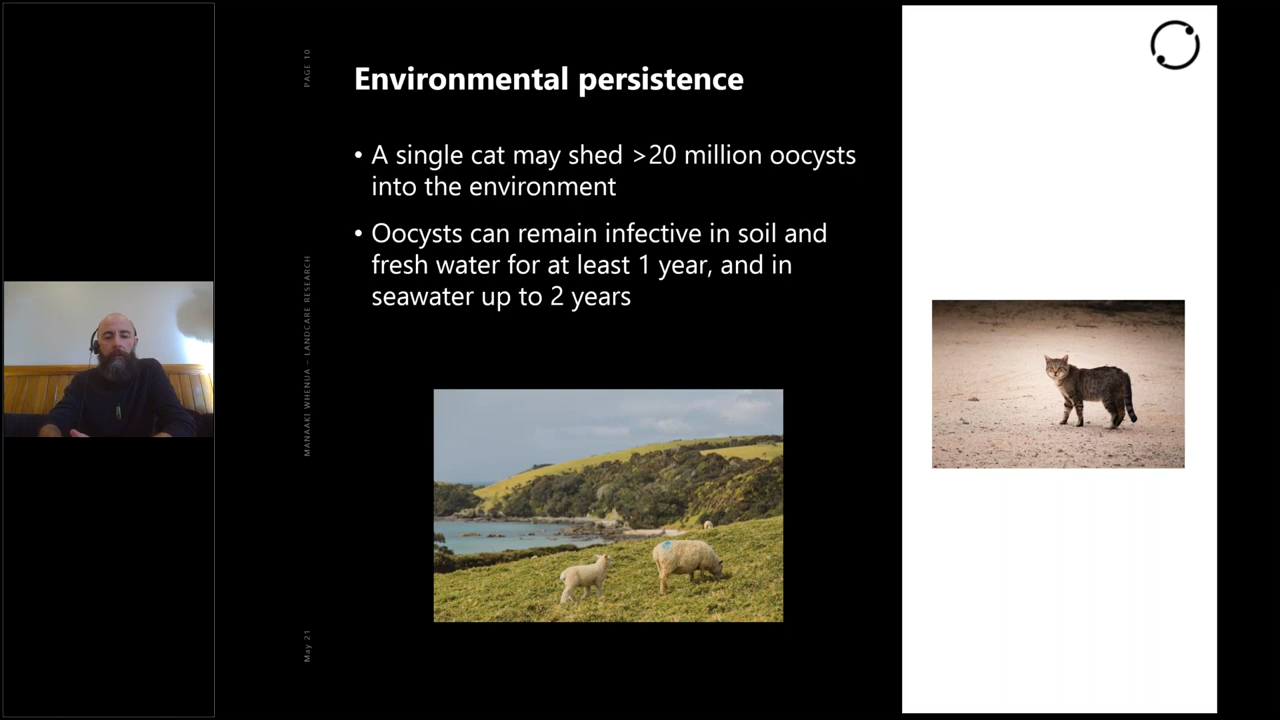 PAGE 10
Environmental persistence
• A single cat may shed >20 million oocysts
into the environment
• Oocysts can remain infective in soil and
fresh water for at least 1 year, and in
seawater up to 2 years
MANAAKI WHENUA – LANDCARE RESEARCH
May 21